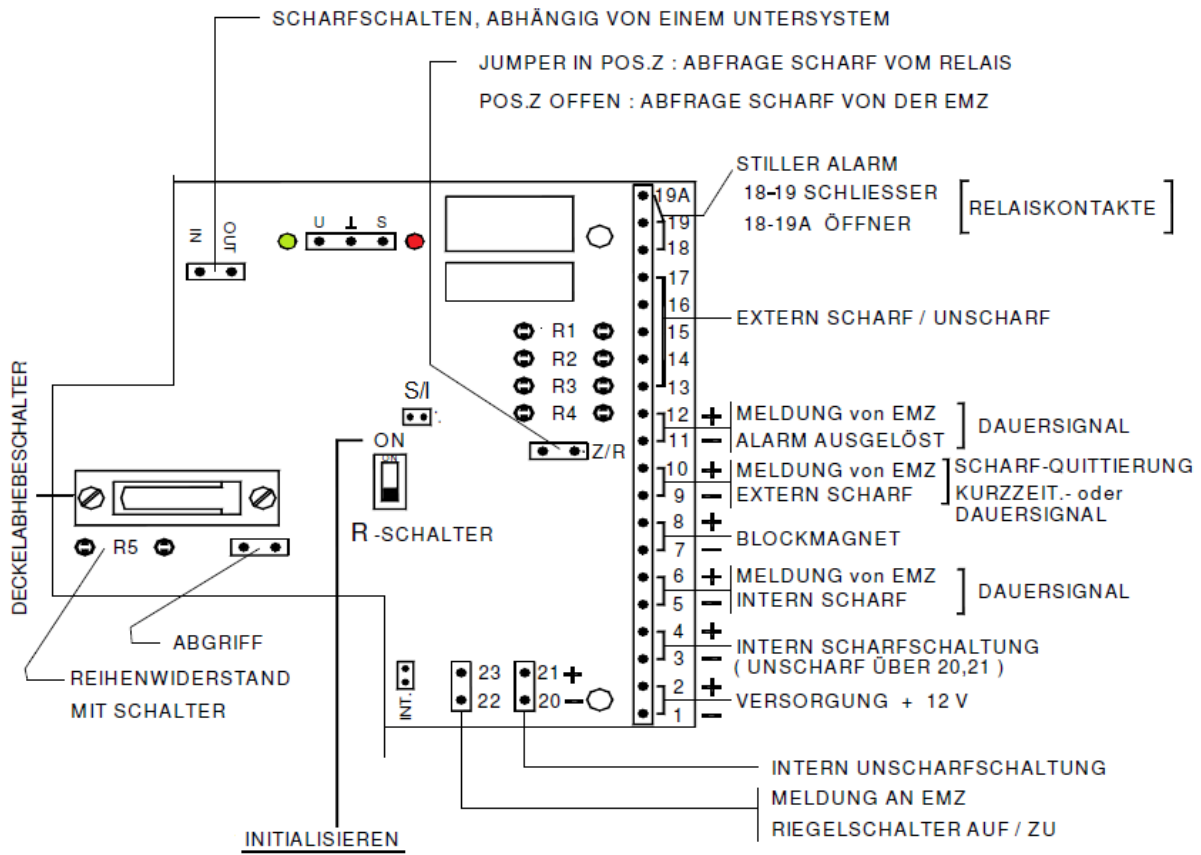 SCHARFSCHALTEN, ABHÄNGIG VON EINEM UNTERSYSTEM
JUMPER IN POS.Z : ABFRAGE SCHARF VOM RELAIS
POS.Z OFFEN : ABFRAGE SCHARF VON DER EMZ
STILLER ALARM
18-19 SCHLIESSER
18-19A ÖFFNER
RELAISKONTAKTE
IN
OUT
U ⊥ S
19A
19
18
17
16
15
14
13
EXTERN SCHARF / UNSCHARF
R1
R2
R3
R4
S/I
Z/R
ON
ON
R -SCHALTER
12 +
11 −
MELDUNG von EMZ
ALARM AUSGELÖST
DAUERSIGNAL
10 +
9 −
MELDUNG von EMZ
EXTERN SCHARF
SCHARF-QUITTIERUNG
KURZZEIT.- oder
DAUERSIGNAL
8 +
7 −
BLOCKMAGNET
6 +
5 −
MELDUNG von EMZ
INTERN SCHARF
DAUERSIGNAL
4 +
3 −
INTERN SCHARFSCHALTUNG
( UNSCHARF ÜBER 20,21 )
2 +
1 −
VERSORGUNG + 12 V
DECKELABHEBESCHALTER
R5
ABGRIFF
REIHENWIDERSTAND
MIT SCHALTER
INT.
23
22
21 +
20 −
INTERN UNSCHARFSCHALTUNG
MELDUNG AN EMZ
RIEGELSCHALTER AUF / ZU
INITIALISIEREN